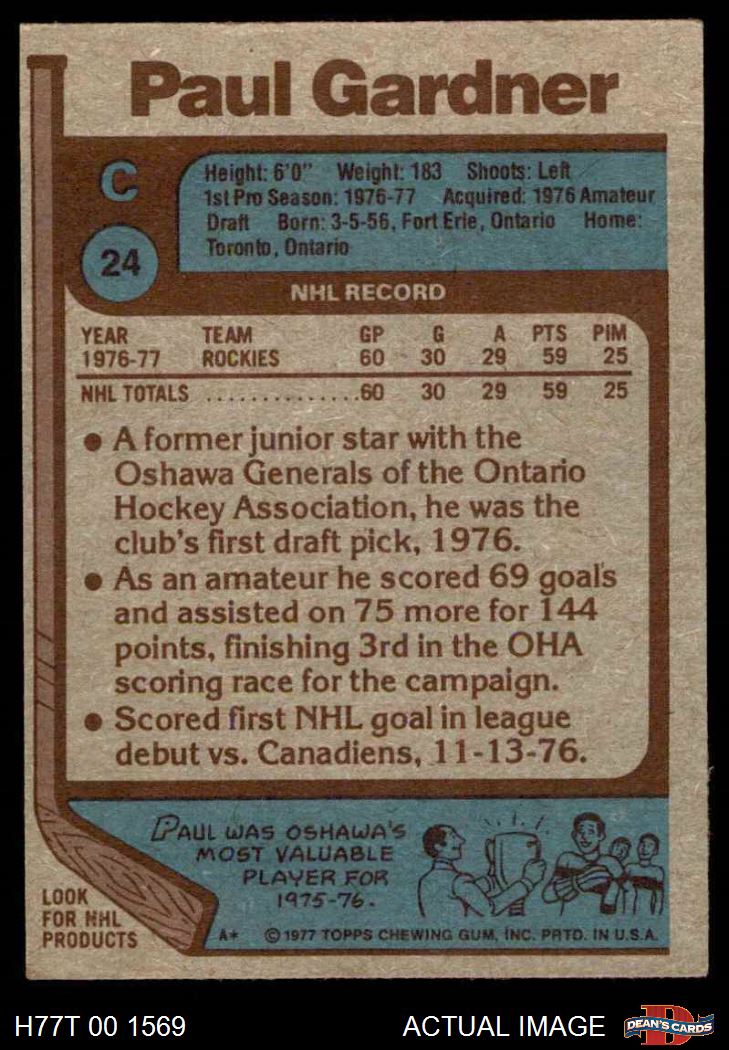 Paul Gardner
C
24
Height: 6'0" Weight: 183 Shoots: Left
1st Pro Season: 1976-77 Acquired: 1976 Amateur
Draft Born: 3-5-56, Fort Erie, Ontario Home:
Toronto, Ontario
NHL RECORD
YEAR TEAM GP G A PTS PIM
1976-77 ROCKIES 60 30 29 59 25
NHL TOTALS ..............60 30 29 59 25
● A former junior star with the
Oshawa Generals of the Ontario
Hockey Association, he was the
club's first draft pick, 1976.
● As an amateur he scored 69 goals
and assisted on 75 more for 144
points, finishing 3rd in the OHA
scoring race for the campaign.
● Scored first NHL goal in league
debut vs. Canadiens, 11-13-76.
PAUL WAS OSHAWA'S
MOST VALUABLE
PLAYER FOR
1975-76.
LOOK
FOR NHL
PRODUCTS
A* ©1977 TOPPS CHEWING GUM, INC. PRTD. IN U.S.A.
H77T 00 1569 ACTUAL IMAGE
D
DEAN'S CARDS